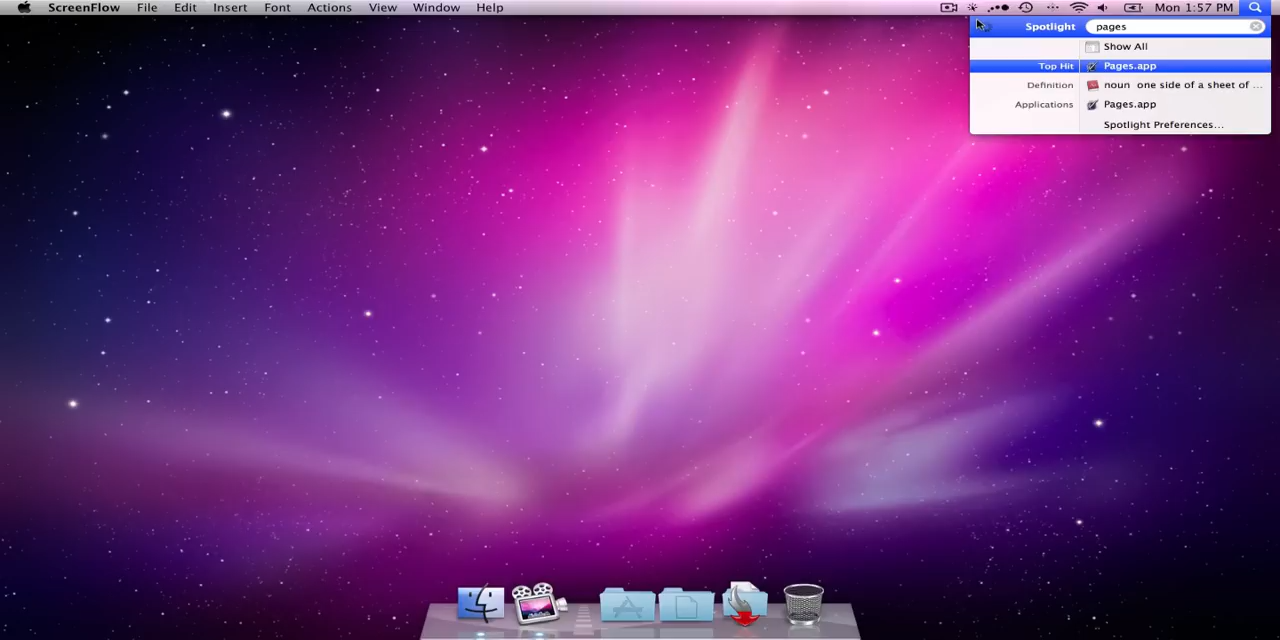 ScreenFlow File Edit Insert Font Actions View Window Help Mon 1:57 PM
Spotlight pages
Show All
Top Hit Pages.app
Definition noun one side of a sheet of ...
Applications Pages.app
Spotlight Preferences...